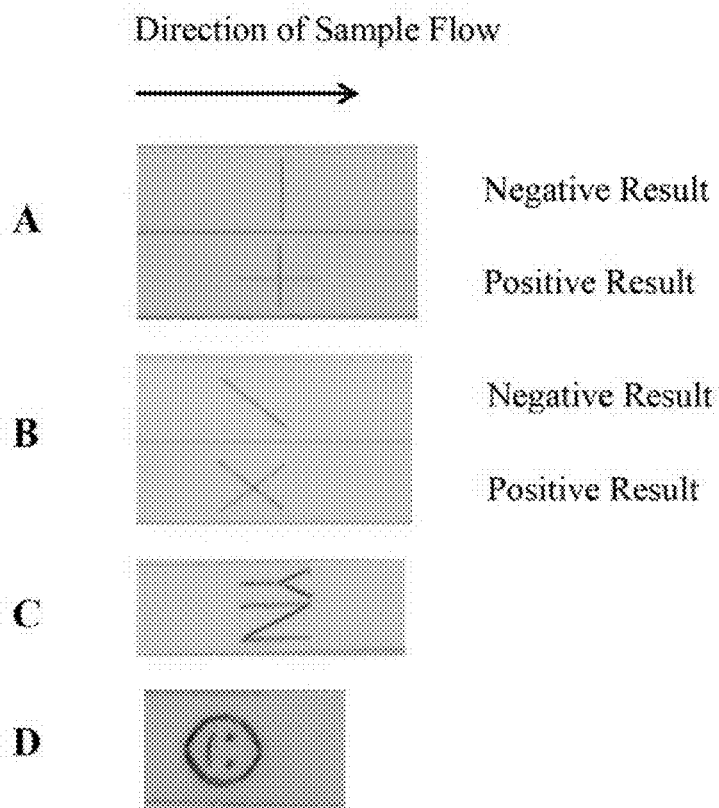 Direction of Sample Flow
A
Negative Result
Positive Result
B
Negative Result
Positive Result
C
D